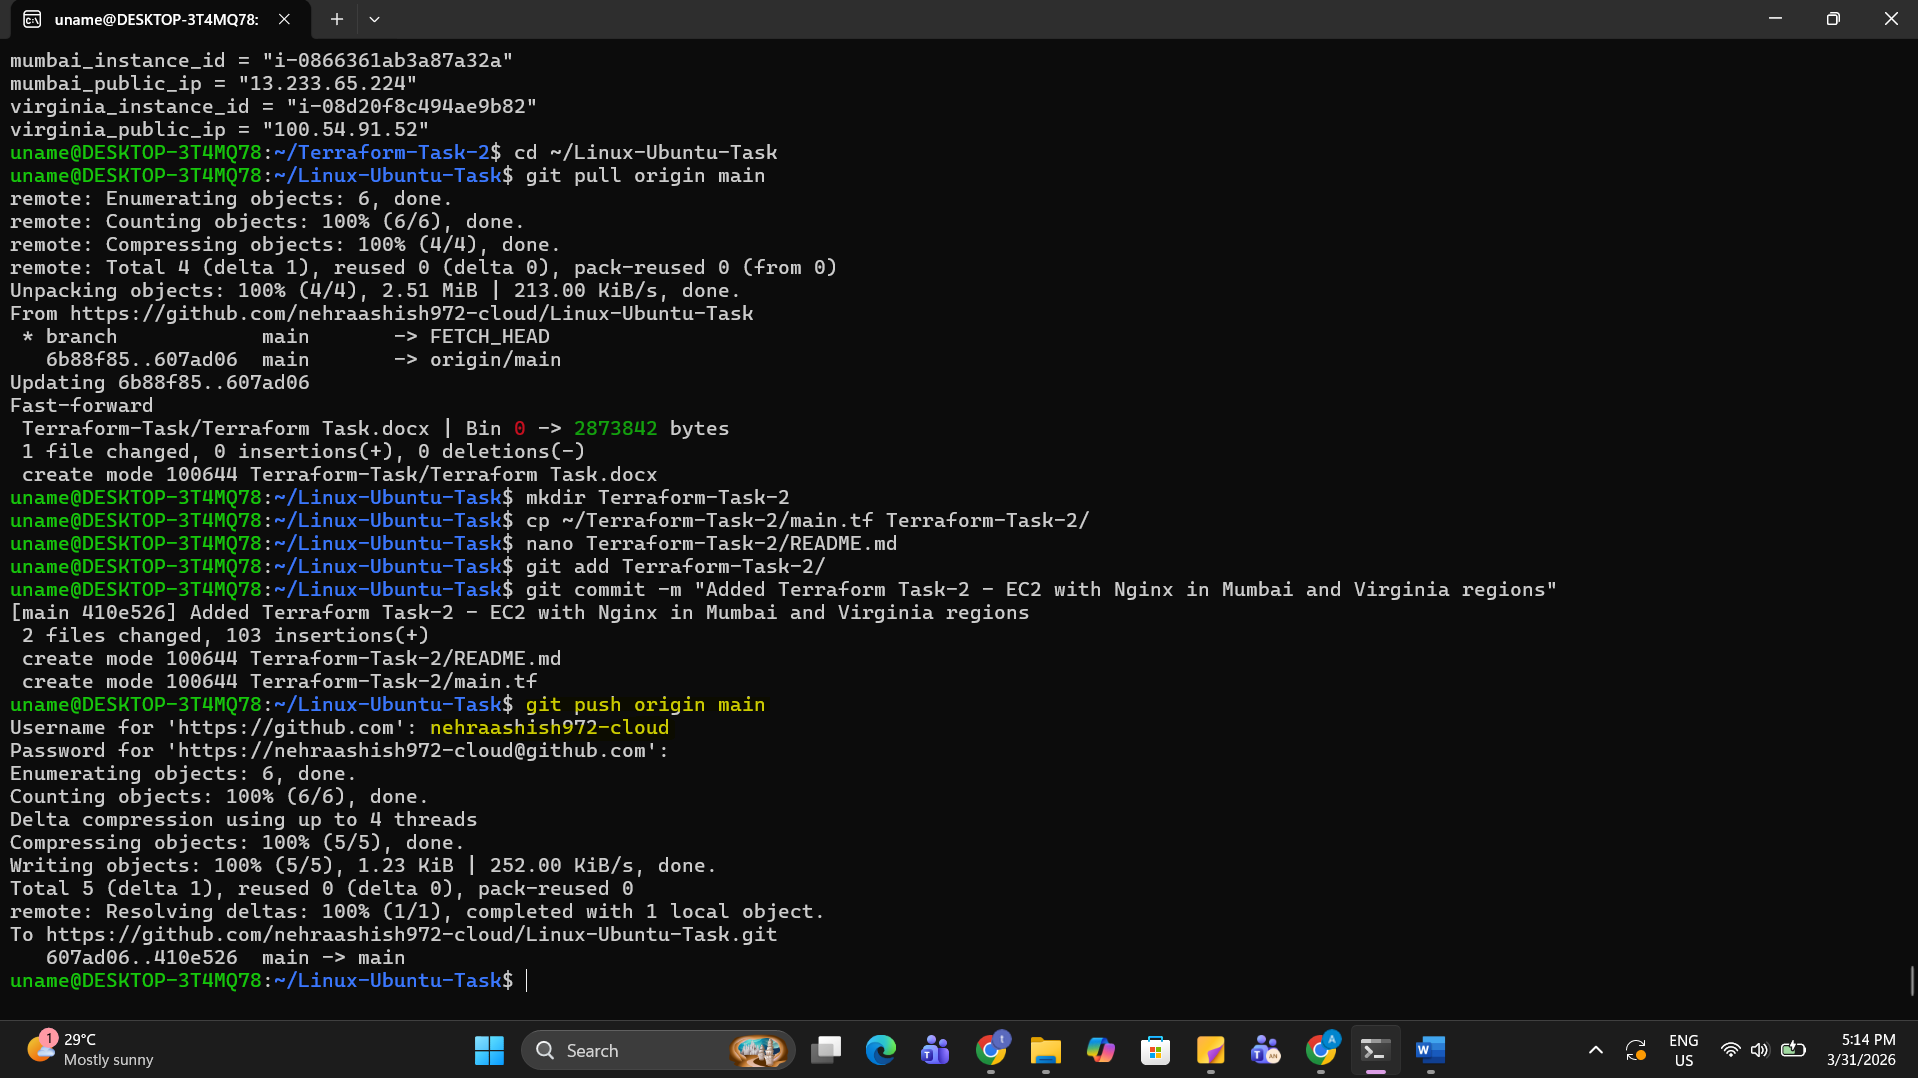 uname@DESKTOP-3T4MQ78:
mumbai_instance_id = "i-0866361ab3a87a32a"
mumbai_public_ip = "13.233.65.224"
virginia_instance_id = "i-08d20f8c494ae9b82"
virginia_public_ip = "100.54.91.52"
uname@DESKTOP-3T4MQ78:~/Terraform-Task-2$ cd ~/Linux-Ubuntu-Task
uname@DESKTOP-3T4MQ78:~/Linux-Ubuntu-Task$ git pull origin main
remote: Enumerating objects: 6, done.
remote: Counting objects: 100% (6/6), done.
remote: Compressing objects: 100% (4/4), done.
remote: Total 4 (delta 1), reused 0 (delta 0), pack-reused 0 (from 0)
Unpacking objects: 100% (4/4), 2.51 MiB | 213.00 KiB/s, done.
From https://github.com/nehraashish972-cloud/Linux-Ubuntu-Task
 * branch            main       -> FETCH_HEAD
   6b88f85..607ad06  main       -> origin/main
Updating 6b88f85..607ad06
Fast-forward
 Terraform-Task/Terraform Task.docx | Bin 0 -> 2873842 bytes
 1 file changed, 0 insertions(+), 0 deletions(-)
 create mode 100644 Terraform-Task/Terraform Task.docx
uname@DESKTOP-3T4MQ78:~/Linux-Ubuntu-Task$ mkdir Terraform-Task-2
uname@DESKTOP-3T4MQ78:~/Linux-Ubuntu-Task$ cp ~/Terraform-Task-2/main.tf Terraform-Task-2/
uname@DESKTOP-3T4MQ78:~/Linux-Ubuntu-Task$ nano Terraform-Task-2/README.md
uname@DESKTOP-3T4MQ78:~/Linux-Ubuntu-Task$ git add Terraform-Task-2/
uname@DESKTOP-3T4MQ78:~/Linux-Ubuntu-Task$ git commit -m "Added Terraform Task-2 - EC2 with Nginx in Mumbai and Virginia regions"
[main 410e526] Added Terraform Task-2 - EC2 with Nginx in Mumbai and Virginia regions
 2 files changed, 103 insertions(+)
 create mode 100644 Terraform-Task-2/README.md
 create mode 100644 Terraform-Task-2/main.tf
uname@DESKTOP-3T4MQ78:~/Linux-Ubuntu-Task$ git push origin main
Username for 'https://github.com': nehraashish972-cloud
Password for 'https://nehraashish972-cloud@github.com':
Enumerating objects: 6, done.
Counting objects: 100% (6/6), done.
Delta compression using up to 4 threads
Compressing objects: 100% (5/5), done.
Writing objects: 100% (5/5), 1.23 KiB | 252.00 KiB/s, done.
Total 5 (delta 1), reused 0 (delta 0), pack-reused 0
remote: Resolving deltas: 100% (1/1), completed with 1 local object.
To https://github.com/nehraashish972-cloud/Linux-Ubuntu-Task.git
   607ad06..410e526  main -> main
uname@DESKTOP-3T4MQ78:~/Linux-Ubuntu-Task$
1
29°C
Mostly sunny
Search
ENG
US
5:14 PM
3/31/2026